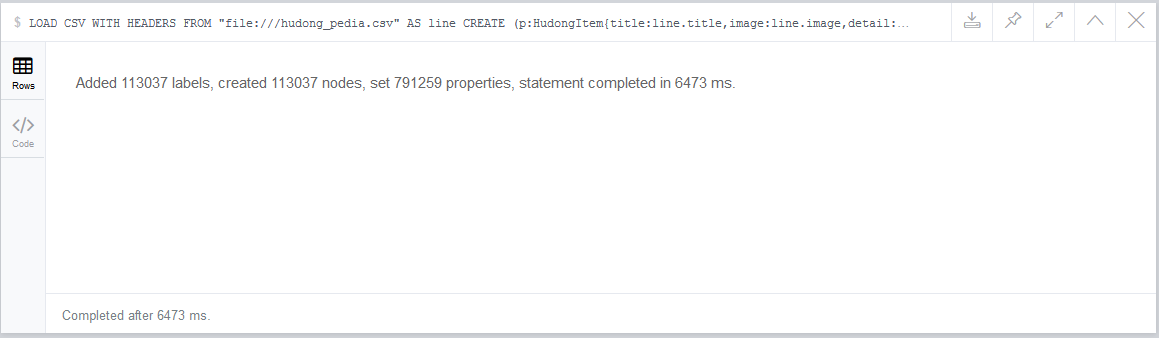 $ LOAD CSV WITH HEADERS FROM "file:///hudong_pedia.csv" AS line CREATE (p:HudongItem{title:line.title,image:line.image,detail:...
Rows
Added 113037 labels, created 113037 nodes, set 791259 properties, statement completed in 6473 ms.
Code
Completed after 6473 ms.